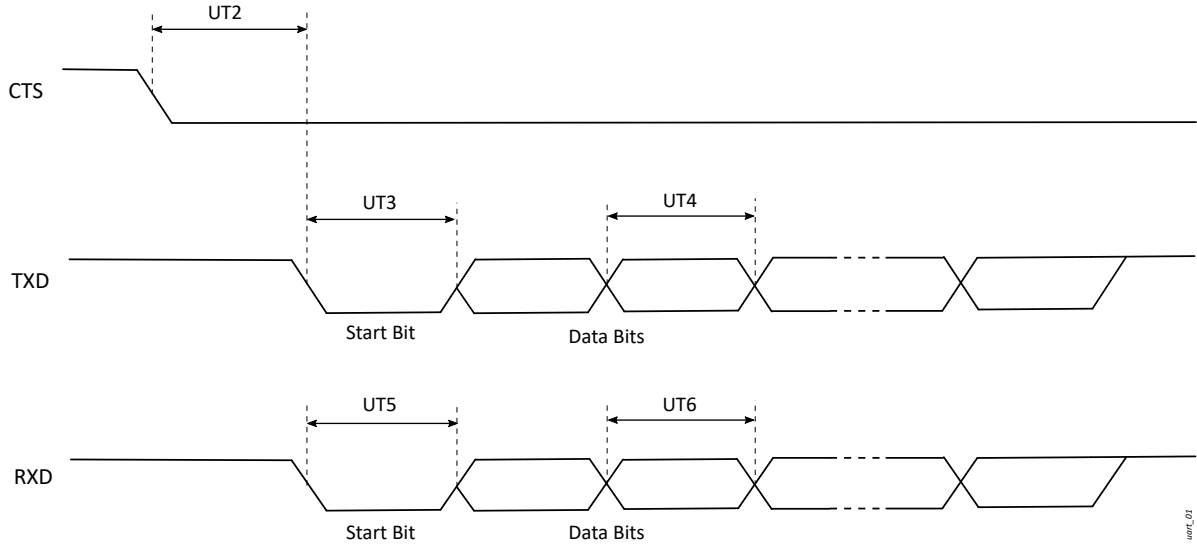 UT2
CTS
UT3
UT4
TXD
Start Bit
Data Bits
UT5
UT6
RXD
Start Bit
Data Bits
uart_01